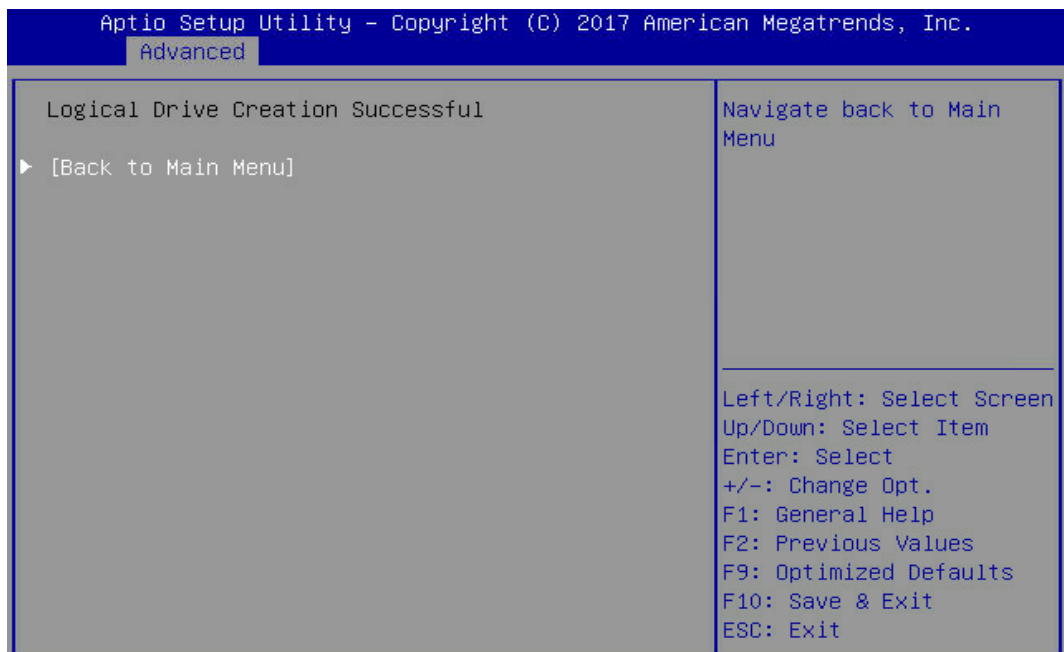 Aptio Setup Utility – Copyright (C) 2017 American Megatrends, Inc.
Advanced
Logical Drive Creation Successful
[Back to Main Menu]
Navigate back to Main
Menu
Left/Right: Select Screen
Up/Down: Select Item
Enter: Select
+/-: Change Opt.
F1: General Help
F2: Previous Values
F9: Optimized Defaults
F10: Save & Exit
ESC: Exit